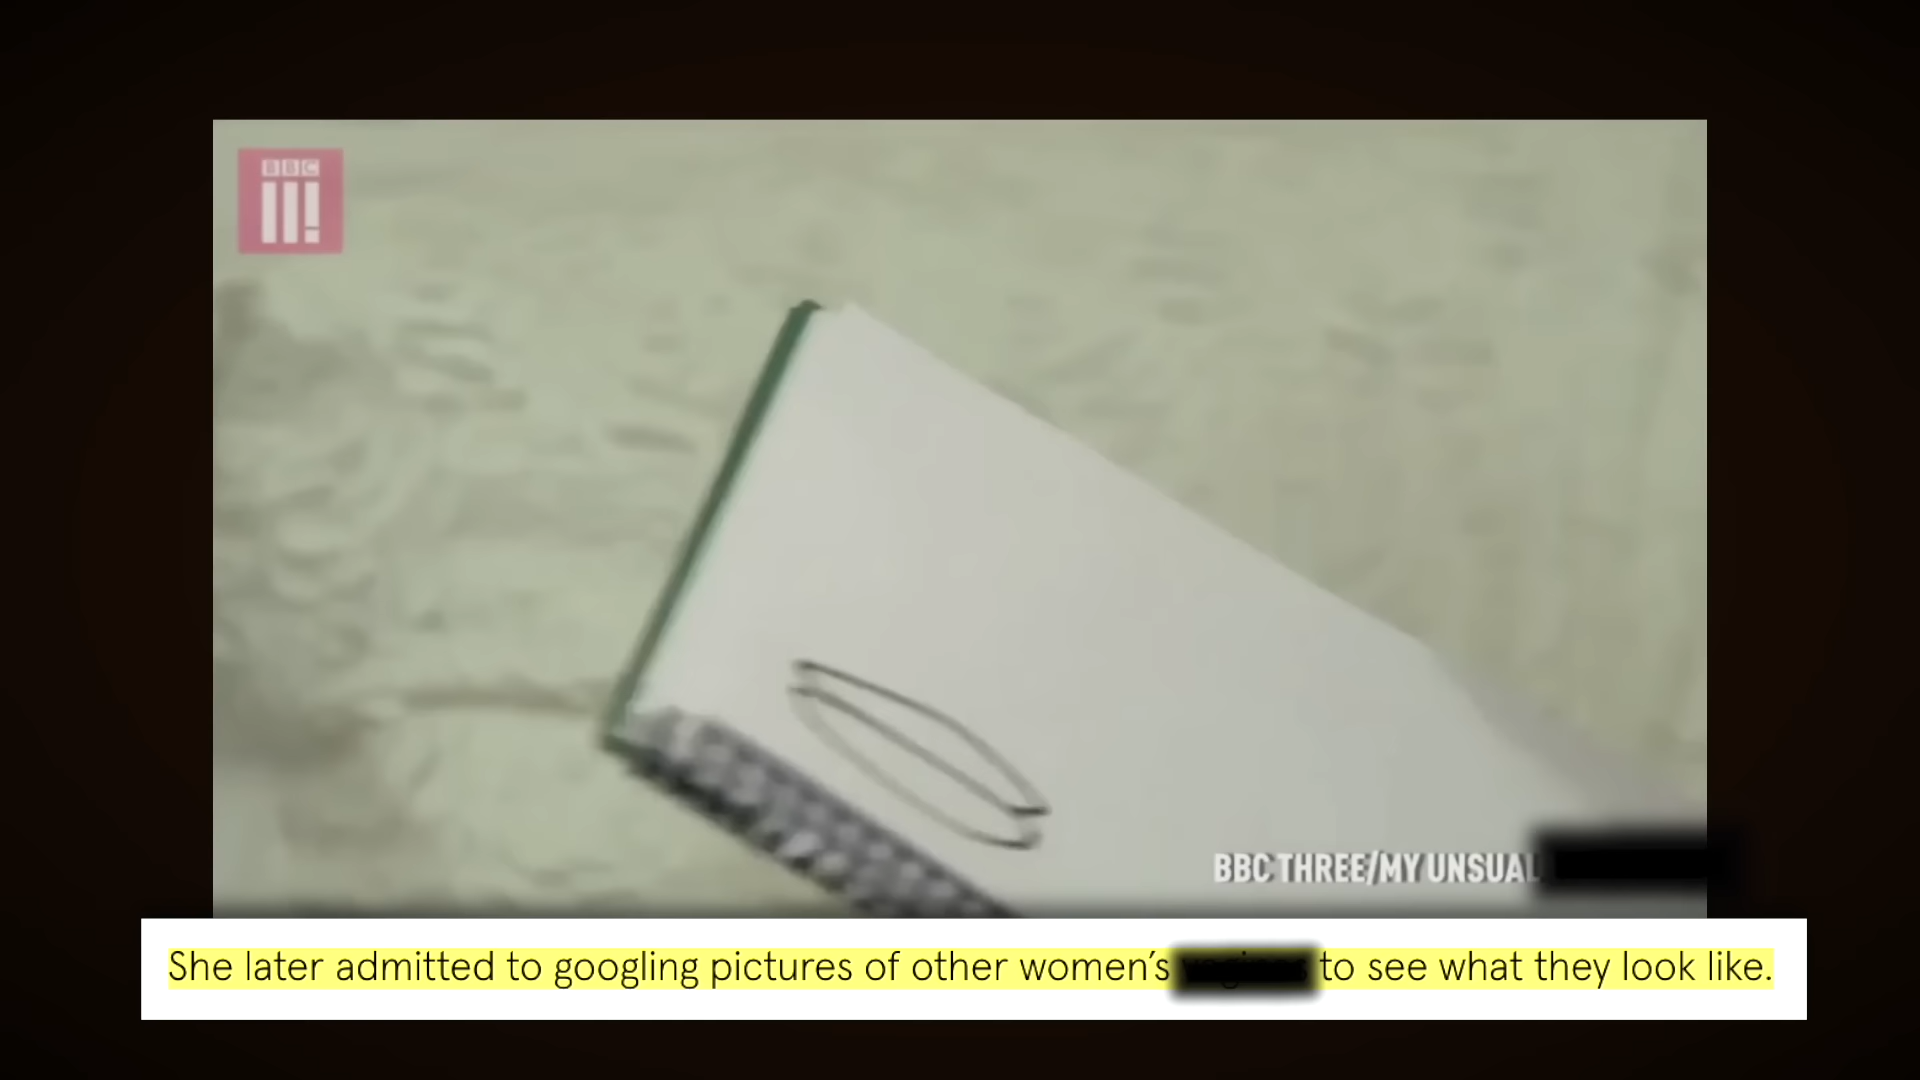 BBC
BBC THREE/MY UNSUAL
She later admitted to googling pictures of other women's to see what they look like.